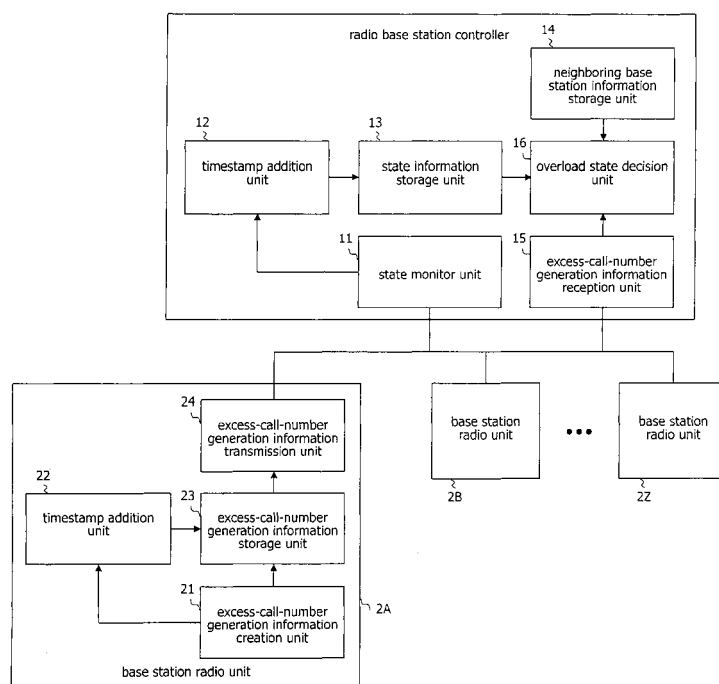 radio base station controller
14
neighboring base
station information
storage unit
12
timestamp addition
unit
13
state information
storage unit
16
overload state decision
unit
11
state monitor unit
15
excess-call-number
generation information
reception unit
24
excess-call-number
generation information
transmission unit
base station
radio unit
2B
•••
base station
radio unit
2Z
22
timestamp addition
unit
23
excess-call-number
generation information
storage unit
21
excess-call-number
generation information
creation unit
2A
base station radio unit